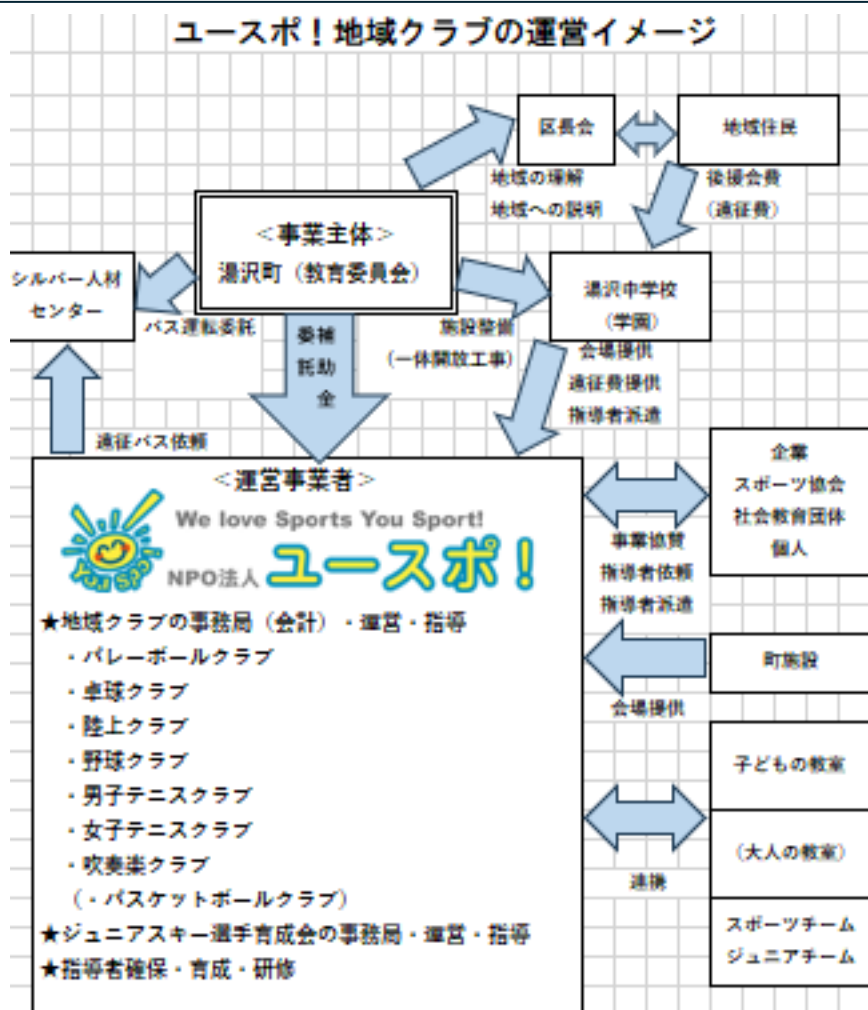 ユースポ！地域クラブの運営イメージ
区長会
地域住民
地域の理解
地域への説明
後援会費
(遠征費)
＜事業主体＞
湯沢町（教育委員会）
シルバー人材
センター
バス運転委託
委託
補助金
施設整備
(一体開放工事)
湯沢中学校
(学園)
会場提供
遠征費提供
指導者派遣
遠征バス依頼
＜運営事業者＞
We love Sports You Sport!
You Spo!
NPO法人 ユースポ！
★地域クラブの事務局（会計）・運営・指導
・バレーボールクラブ
・卓球クラブ
・陸上クラブ
・野球クラブ
・男子テニスクラブ
・女子テニスクラブ
・吹奏楽クラブ
(・バスケットボールクラブ)
★ジュニアスキー選手育成会の事務局・運営・指導
★指導者確保・育成・研修
企業
スポーツ協会
社会教育団体
個人
事業協賛
指導者依頼
指導者派遣
町施設
会場提供
子どもの教室
(大人の教室)
連携
スポーツチーム
ジュニアチーム